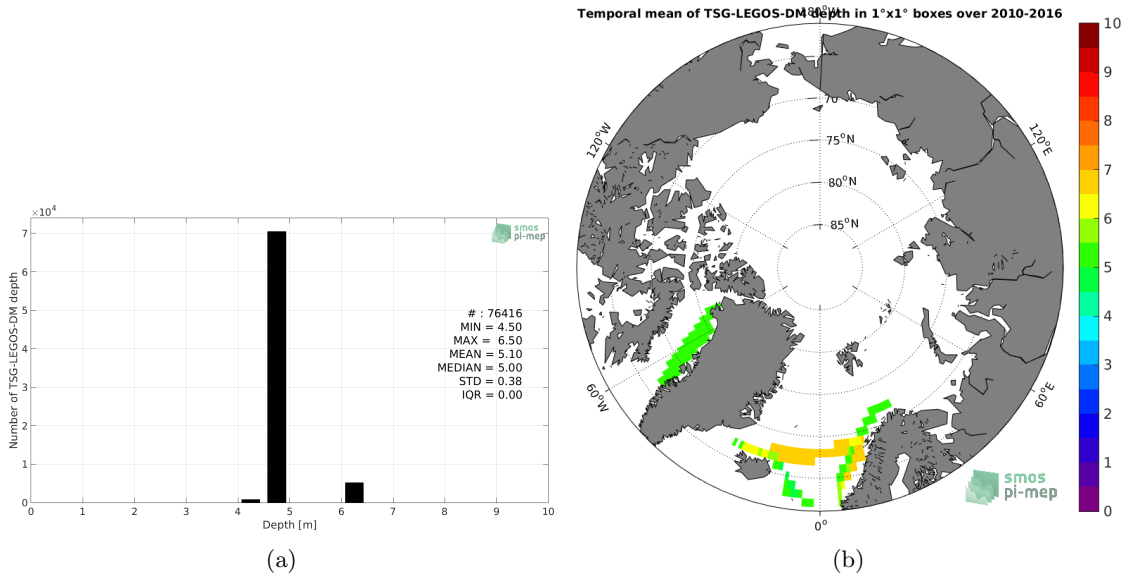 Temporal mean of TSG-LEGOS-DM depth in 1°x1° boxes over 2010-2016
×10⁴
Number of TSG-LEGOS-DM depth
7
6
5
4
3
2
1
0
smos
pi-mep
# : 76416
MIN = 4.50
MAX = 6.50
MEAN = 5.10
MEDIAN = 5.00
STD = 0.38
IQR = 0.00
0 1 2 3 4 5 6 7 8 9 10
Depth [m]
(a)
180°W
120°W
120°E
60°W
60°E
0°
70
75°N
80°N
85°N
smos
pi-mep
10
9
8
7
6
5
4
3
2
1
0
(b)